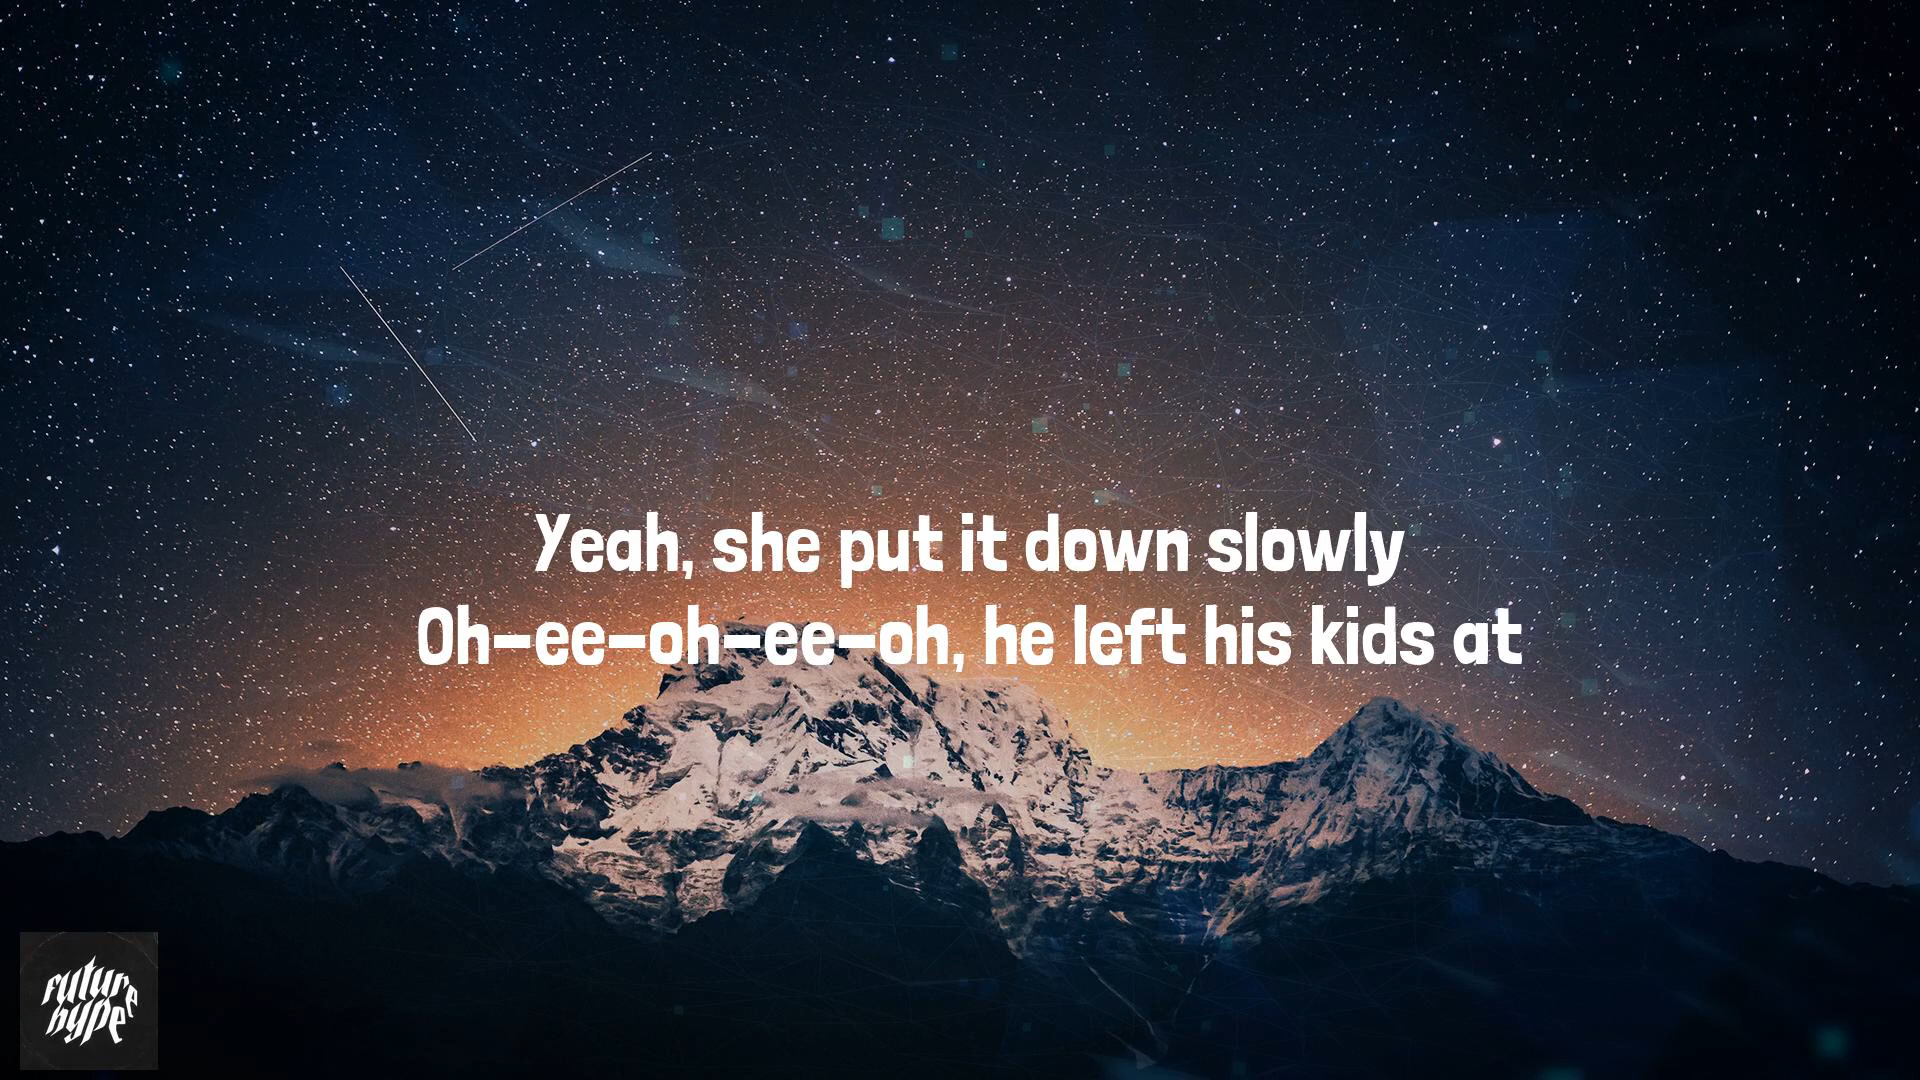 Yeah, she put it down slowly
Oh-ee-oh-ee-oh, he left his kids at
future
hype